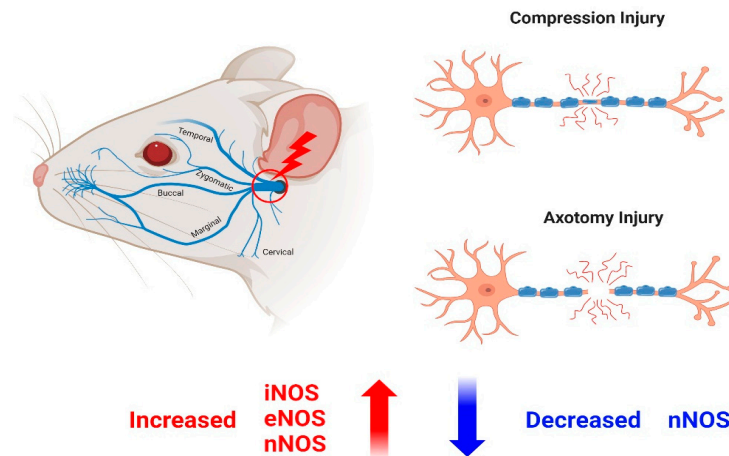 Compression Injury
Temporal
Zygomatic
Buccal
Marginal
Cervical
Axotomy Injury
Increased
iNOS
eNOS
nNOS
Decreased nNOS